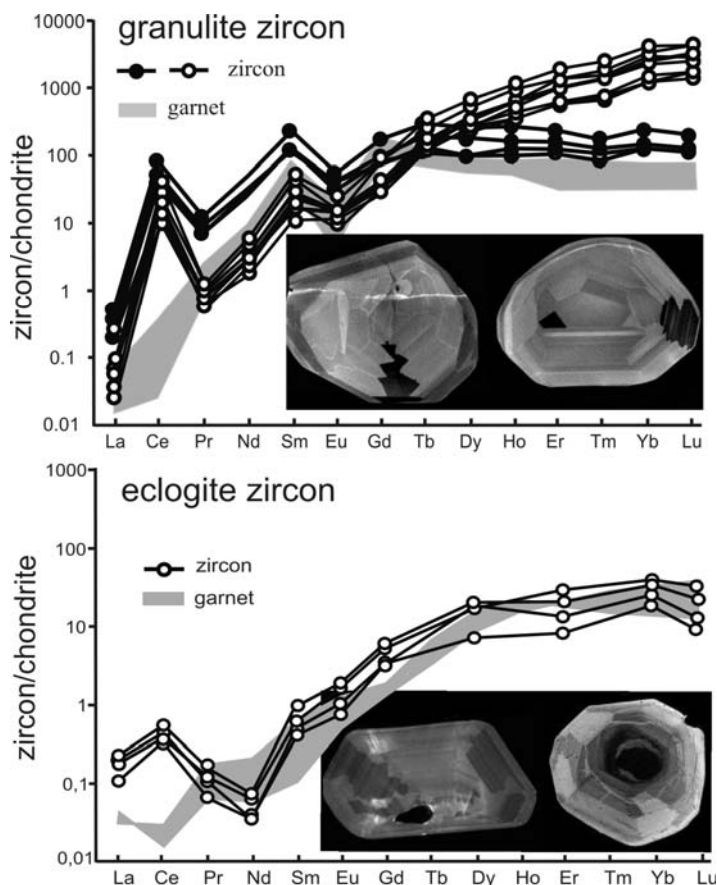 granulite zircon
zircon
garnet
zircon/chondrite
10000
1000
100
10
1
0.1
0.01
La Ce Pr Nd Sm Eu Gd Tb Dy Ho Er Tm Yb Lu
eclogite zircon
zircon
garnet
zircon/chondrite
1000
100
10
1
0,1
0,01
La Ce Pr Nd Sm Eu Gd Tb Dy Ho Er Tm Yb Lu